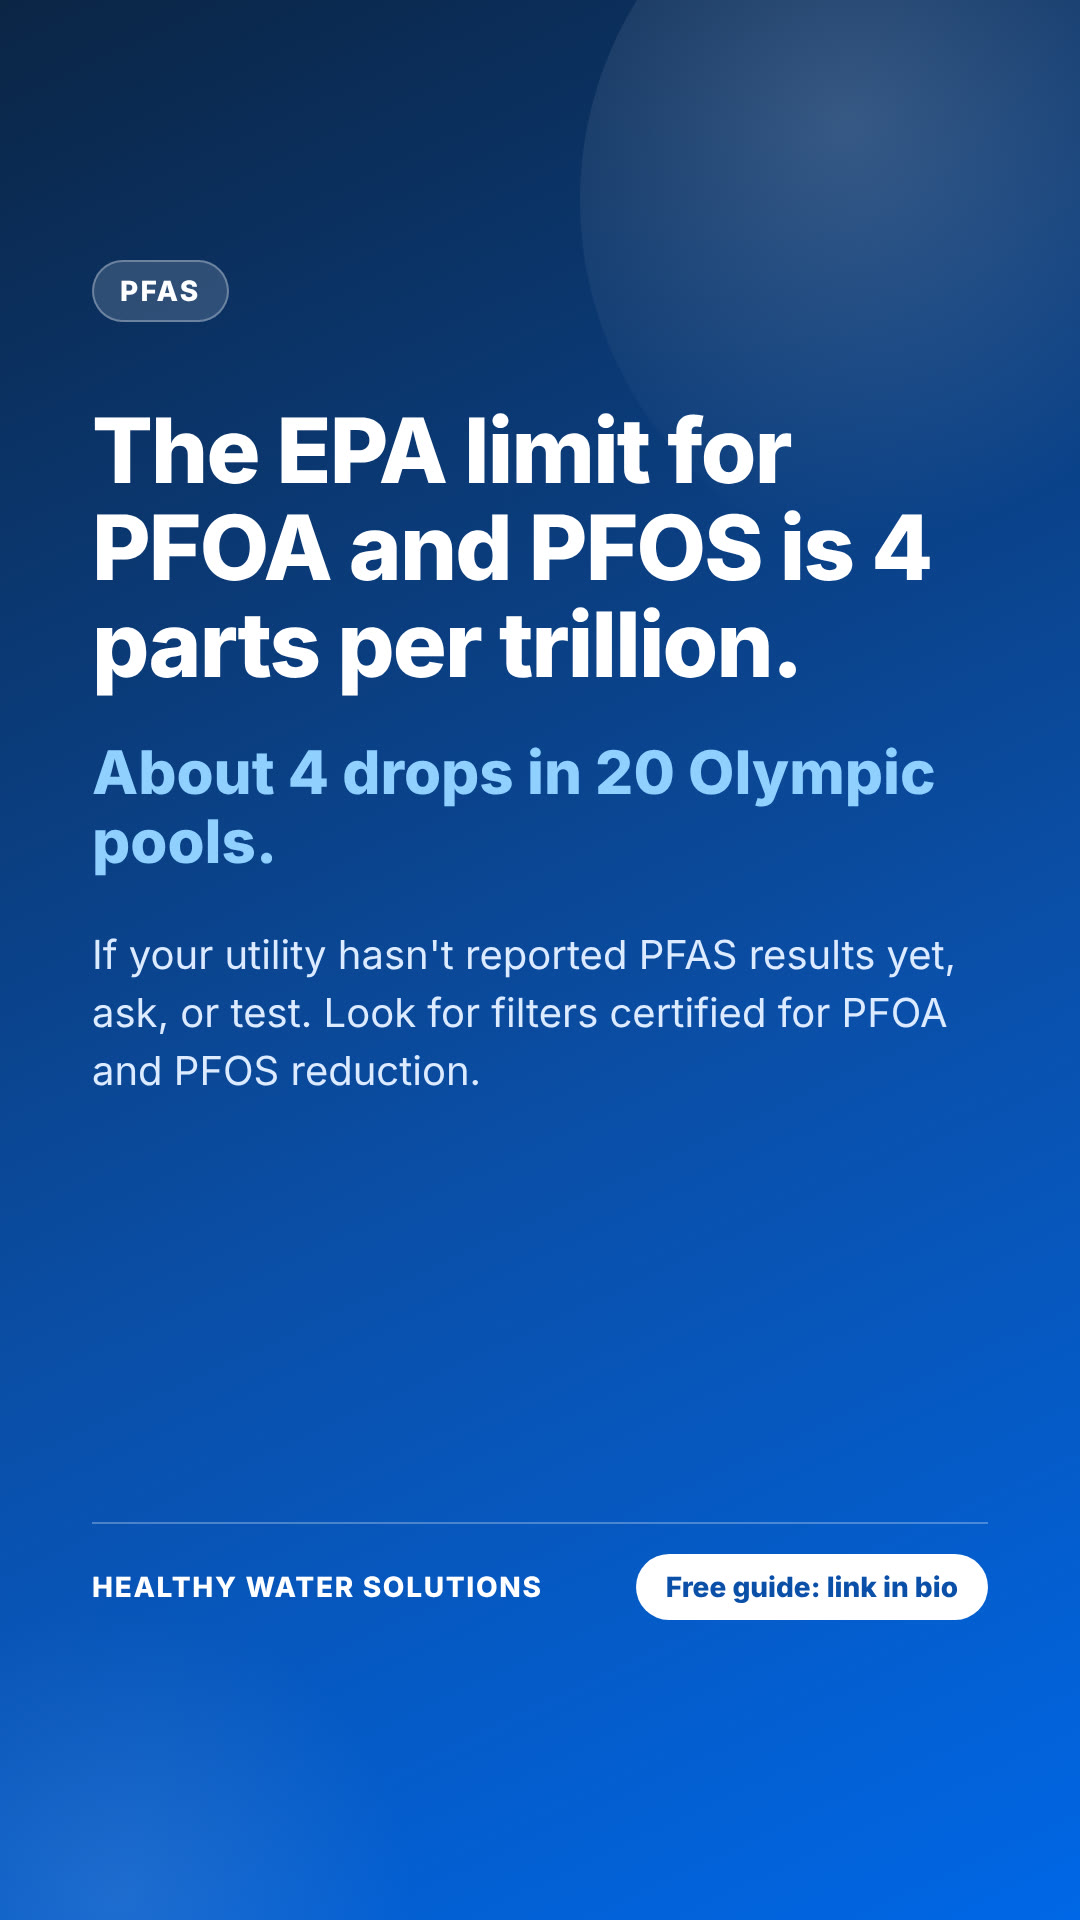 PFAS
The EPA limit for
PFOA and PFOS is 4
parts per trillion.
About 4 drops in 20 Olympic
pools.
If your utility hasn't reported PFAS results yet,
ask, or test. Look for filters certified for PFOA
and PFOS reduction.
HEALTHY WATER SOLUTIONS
Free guide: link in bio